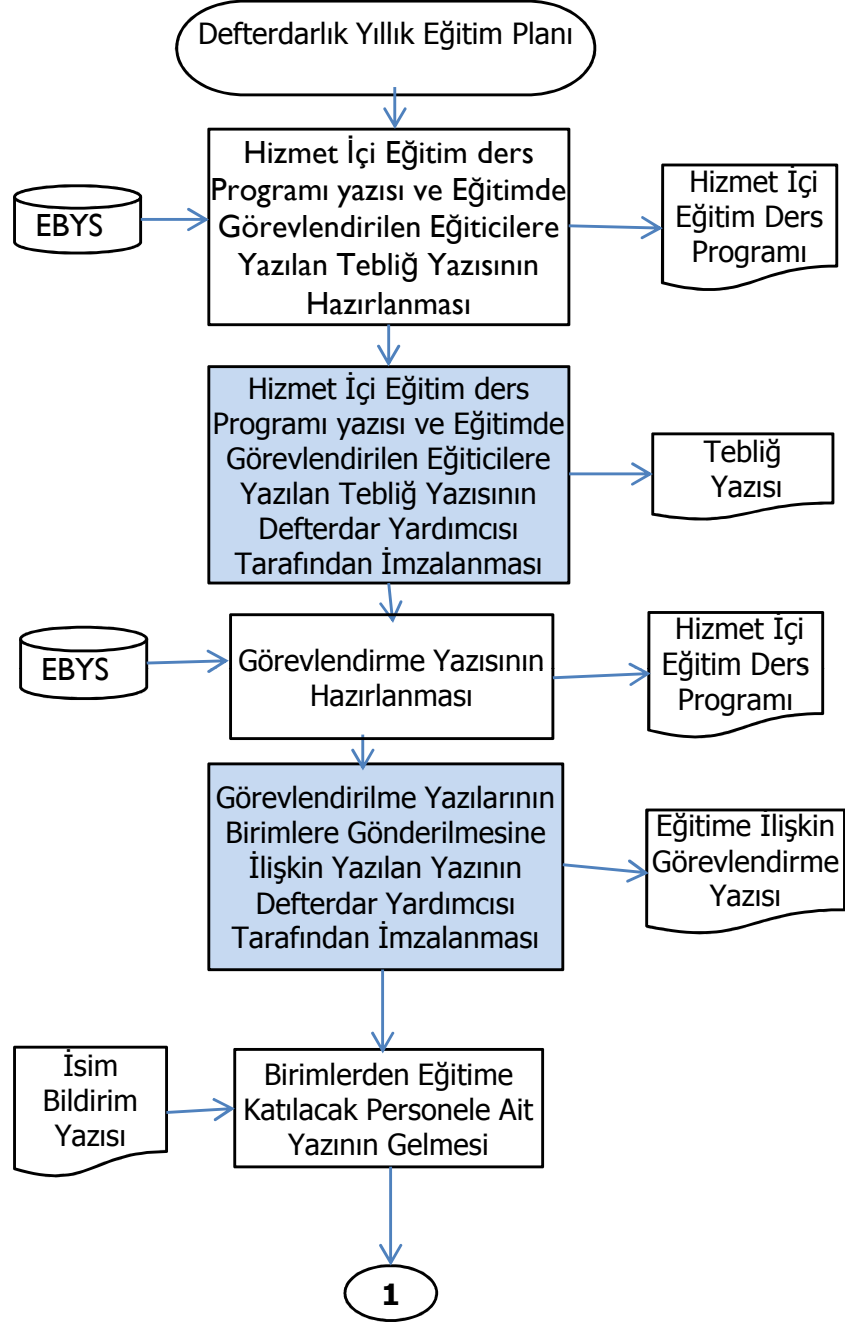 Defterdarlık Yıllık Eğitim Planı
Hizmet İçi Eğitim ders
Programı yazısı ve Eğitimde
Görevlendirilen Eğiticilere
Yazılan Tebliğ Yazısının
Hazırlanması
EBYS
Hizmet İçi
Eğitim Ders
Programı
Hizmet İçi Eğitim ders
Programı yazısı ve Eğitimde
Görevlendirilen Eğiticilere
Yazılan Tebliğ Yazısının
Defterdar Yardımcısı
Tarafından İmzalanması
Tebliğ
Yazısı
EBYS
Görevlendirme Yazısının
Hazırlanması
Hizmet İçi
Eğitim Ders
Programı
Görevlendirilme Yazılarının
Birimlere Gönderilmesine
İlişkin Yazılan Yazının
Defterdar Yardımcısı
Tarafından İmzalanması
Eğitime İlişkin
Görevlendirme
Yazısı
İsim
Bildirim
Yazısı
Birimlerden Eğitime
Katılacak Personele Ait
Yazının Gelmesi
1